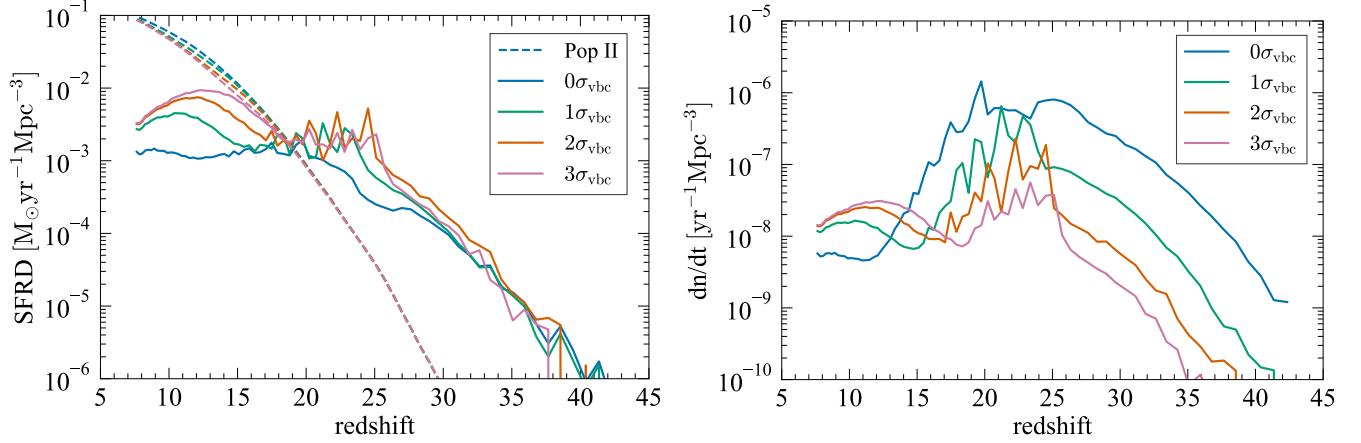 SFRD [M⊙yr⁻¹Mpc⁻³]
10⁻¹
10⁻²
10⁻³
10⁻⁴
10⁻⁵
10⁻⁶
Pop II
0σvbc
1σvbc
2σvbc
3σvbc
5 10 15 20 25 30 35 40 45
redshift
dn/dt [yr⁻¹Mpc⁻³]
10⁻⁵
10⁻⁶
10⁻⁷
10⁻⁸
10⁻⁹
10⁻¹⁰
0σvbc
1σvbc
2σvbc
3σvbc
5 10 15 20 25 30 35 40 45
redshift